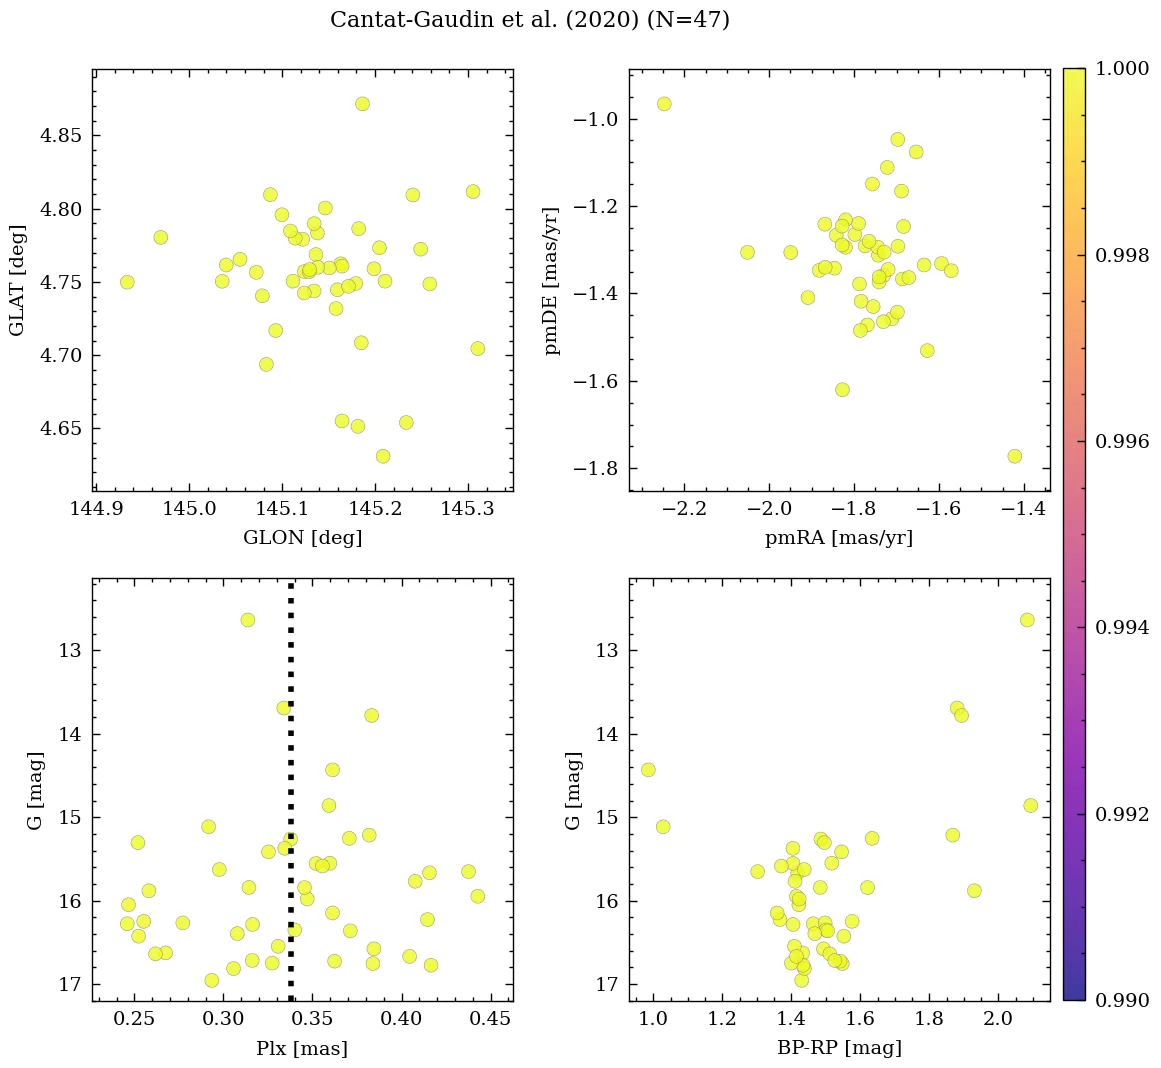 Cantat-Gaudin et al. (2020) (N=47)
4.85
4.80
4.75
4.70
4.65
GLAT [deg]
144.9 145.0 145.1 145.2 145.3
GLON [deg]
−1.0
−1.2
−1.4
−1.6
−1.8
pmDE [mas/yr]
−2.2 −2.0 −1.8 −1.6 −1.4
pmRA [mas/yr]
1.000
0.998
0.996
0.994
0.992
0.990
13
14
15
16
17
G [mag]
0.25 0.30 0.35 0.40 0.45
Plx [mas]
13
14
15
16
17
G [mag]
1.0 1.2 1.4 1.6 1.8 2.0
BP-RP [mag]